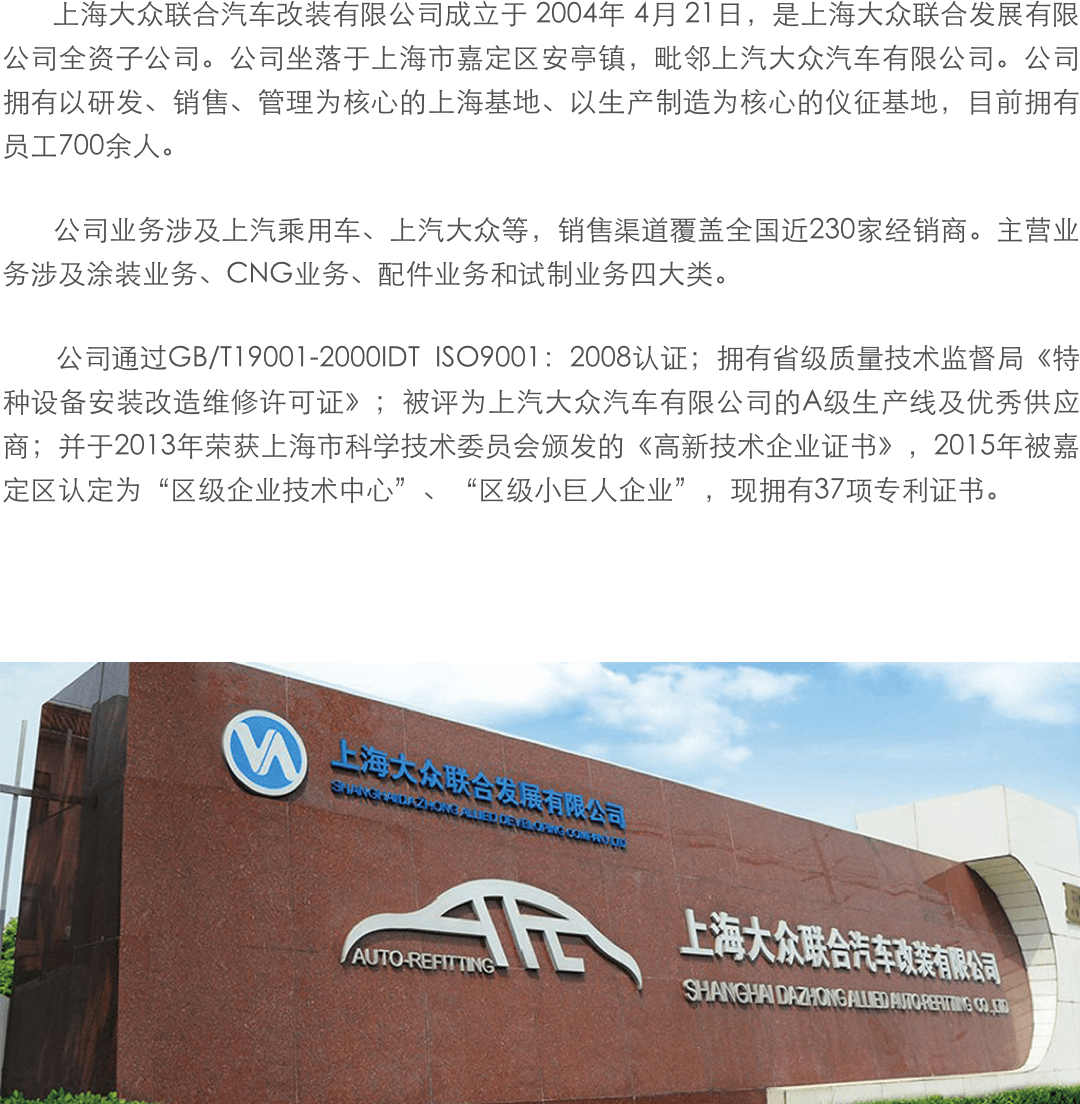 上海大众联合汽车改装有限公司成立于 2004年 4月 21日，是上海大众联合发展有限
公司全资子公司。公司坐落于上海市嘉定区安亭镇，毗邻上汽大众汽车有限公司。公司
拥有以研发、销售、管理为核心的上海基地、以生产制造为核心的仪征基地，目前拥有
员工700余人。
公司业务涉及上汽乘用车、上汽大众等，销售渠道覆盖全国近230家经销商。主营业
务涉及涂装业务、CNG业务、配件业务和试制业务四大类。
公司通过GB/T19001-2000IDT ISO9001：2008认证；拥有省级质量技术监督局《特
种设备安装改造维修许可证》；被评为上汽大众汽车有限公司的A级生产线及优秀供应
商；并于2013年荣获上海市科学技术委员会颁发的《高新技术企业证书》，2015年被嘉
定区认定为“区级企业技术中心”、“区级小巨人企业”，现拥有37项专利证书。
上海大众联合发展有限公司
SHANGHAI DAZHONG ALLIED DEVELOPING COMPANY LTD
AUTO-REFITTING
上海大众联合汽车改装有限公司
SHANGHAI DAZHONG ALLIED AUTO-REFITTING CO.,LTD